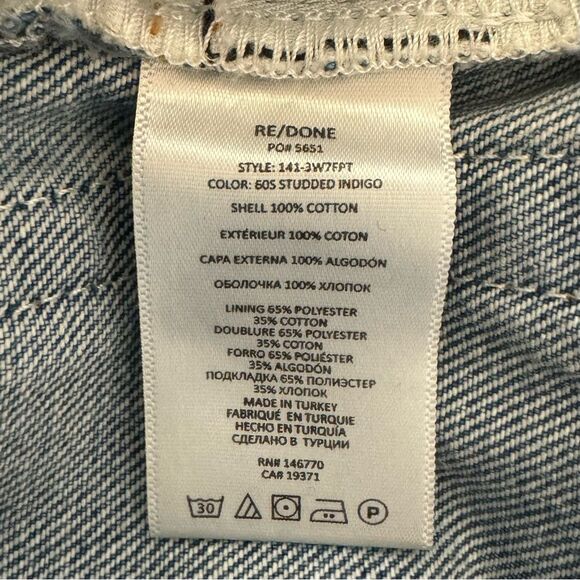 RE/DONE
PO# 5651
STYLE: 141-3W7FPT
COLOR: 60S STUDDED INDIGO
SHELL 100% COTTON
EXTÉRIEUR 100% COTON
CAPA EXTERNA 100% ALGODÓN
ОБОЛОЧКА 100% ХЛОПОК
LINING 65% POLYESTER
35% COTTON
DOUBLURE 65% POLYESTER
35% COTON
FORRO 65% POLIÉSTER
35% ALGODÓN
ПОДКЛАДКА 65% ПОЛИЭСТЕР
35% ХЛОПОК
MADE IN TURKEY
FABRIQUÉ EN TURQUIE
HECHO EN TURQUÍA
СДЕЛАНО В ТУРЦИИ
RN# 146770
CA# 19371
30 P